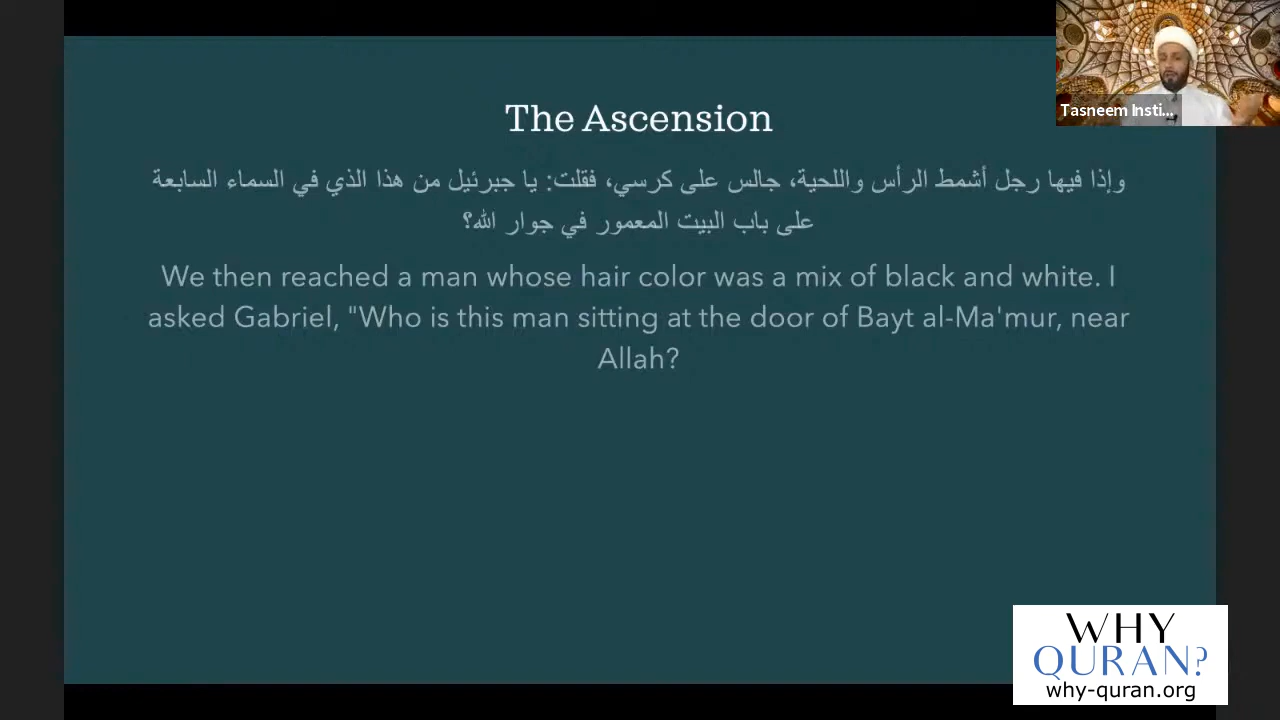 Tasneem Insti...
The Ascension
وإذا فيها رجل أشمط الرأس واللحية، جالس على كرسي، فقلت: يا جبرئيل من هذا الذي في السماء السابعة
على باب البيت المعمور في جوار الله؟
We then reached a man whose hair color was a mix of black and white. I
asked Gabriel, "Who is this man sitting at the door of Bayt al-Ma'mur, near
Allah?
WHY
QURAN?
why-quran.org